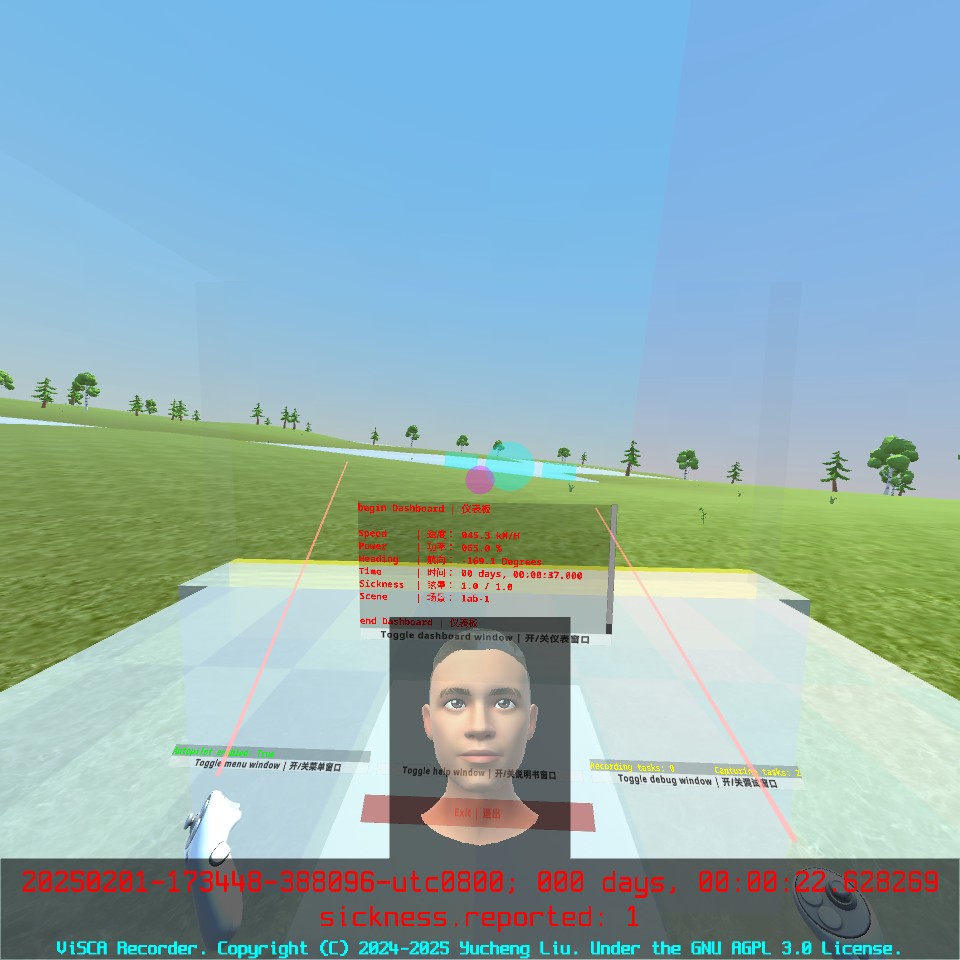 begin Dashboard | 仪表板
Speed | 速度: 045.3 kM/H
Power | 功率: 065.0 %
Heading | 航向: -169.1 Degrees
Time | 时间: 00 days, 00:00:37.000
Sickness | 眩晕: 1.0 / 1.0
Scene | 场景: lab-1
end Dashboard | 仪表板
Toggle dashboard window | 开/关仪表窗口
True
Toggle menu window | 开/关菜单窗口
Toggle help window | 开/关说明书窗口
Recording tasks: 0 Capturing tasks: 2
Toggle debug window | 开/关调试窗口
Exit | 退出
20250201-173448-388096-utc0800; 000 days, 00:00:22.628269
sickness.reported: 1
ViSCA Recorder. Copyright (C) 2024-2025 Yucheng Liu. Under the GNU AGPL 3.0 License.